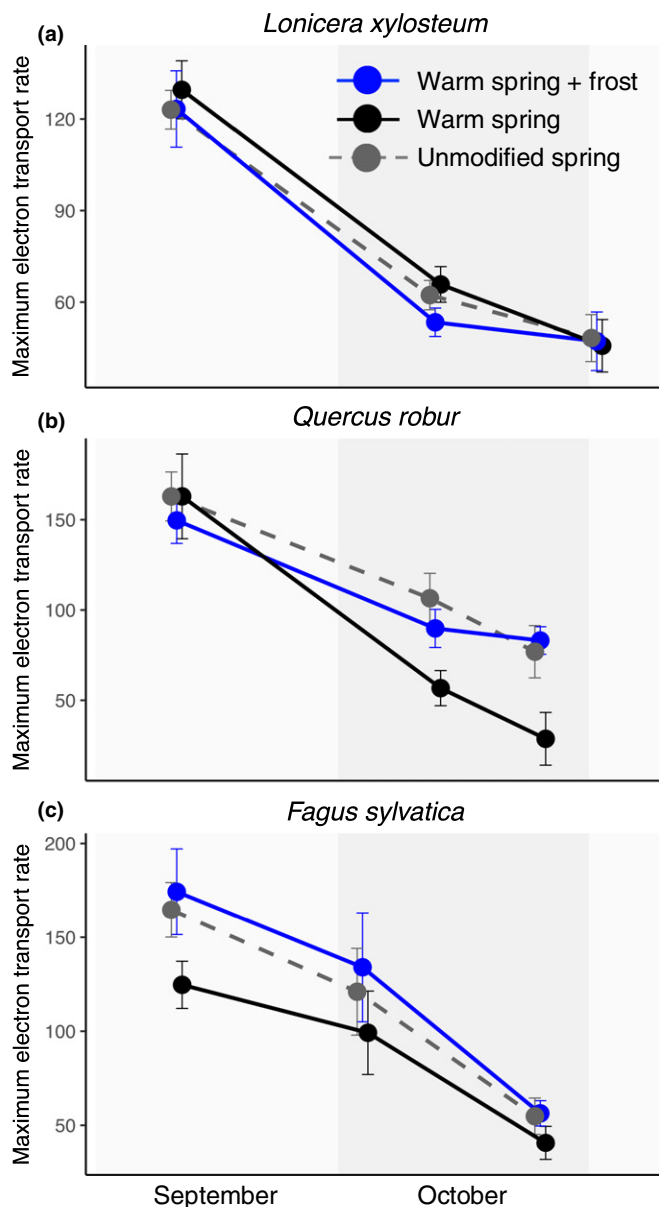 (a)
Lonicera xylosteum
Maximum electron transport rate
120
90
60
Warm spring + frost
Warm spring
Unmodified spring
(b)
Quercus robur
Maximum electron transport rate
150
100
50
(c)
Fagus sylvatica
Maximum electron transport rate
200
150
100
50
September
October